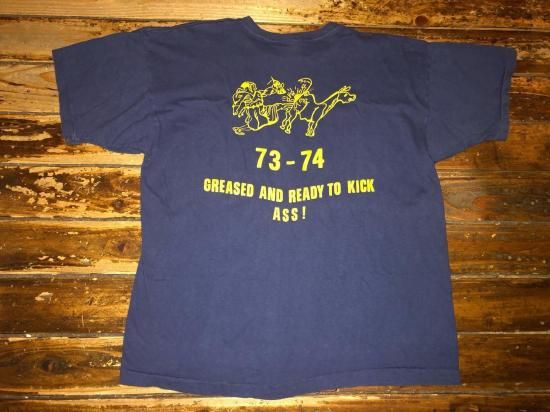 73 - 74
GREASED AND READY TO KICK
ASS!